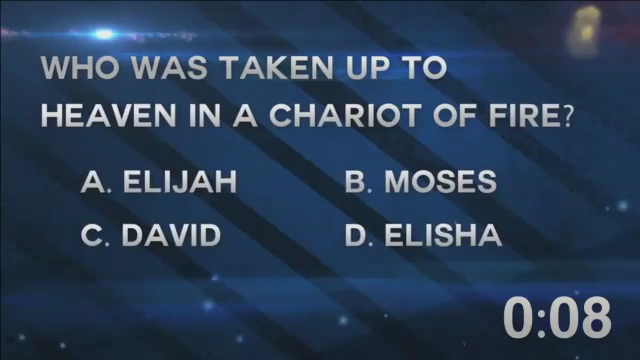 WHO WAS TAKEN UP TO
HEAVEN IN A CHARIOT OF FIRE?
A. ELIJAH B. MOSES
C. DAVID D. ELISHA
0:08